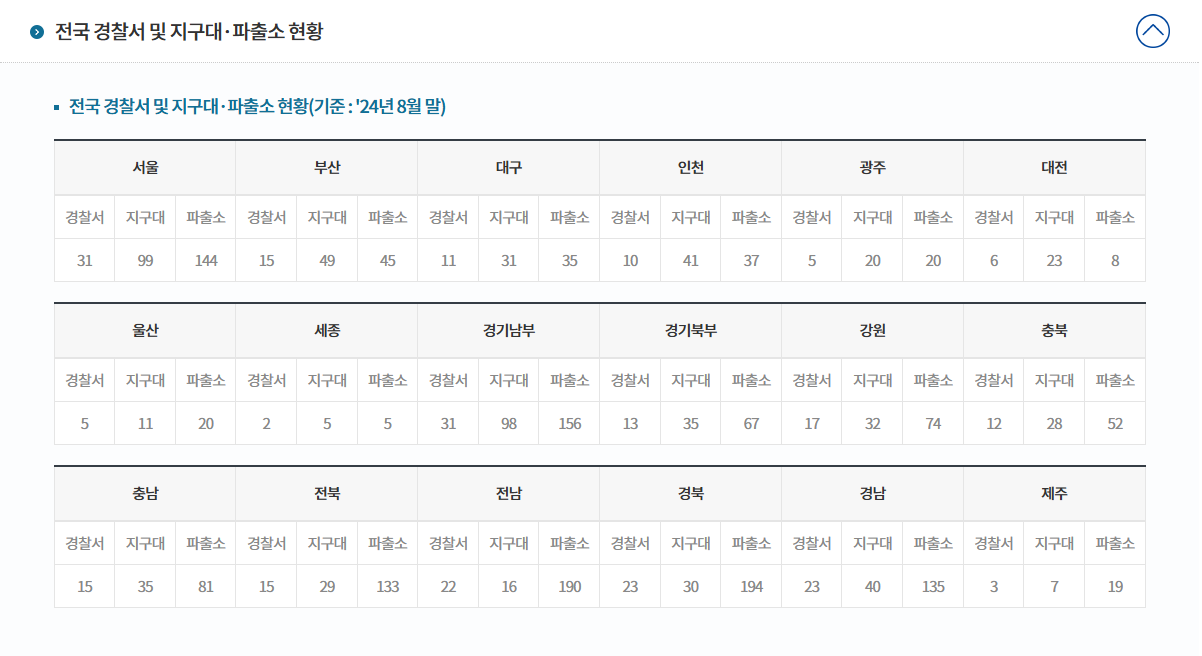 전국 경찰서 및 지구대·파출소 현황
전국 경찰서 및 지구대·파출소 현황(기준 : '24년 8월 말)
서울 부산 대구 인천 광주 대전
경찰서 지구대 파출소 경찰서 지구대 파출소 경찰서 지구대 파출소 경찰서 지구대 파출소 경찰서 지구대 파출소 경찰서 지구대 파출소
31 99 144 15 49 45 11 31 35 10 41 37 5 20 20 6 23 8
울산 세종 경기남부 경기북부 강원 충북
경찰서 지구대 파출소 경찰서 지구대 파출소 경찰서 지구대 파출소 경찰서 지구대 파출소 경찰서 지구대 파출소 경찰서 지구대 파출소
5 11 20 2 5 5 31 98 156 13 35 67 17 32 74 12 28 52
충남 전북 전남 경북 경남 제주
경찰서 지구대 파출소 경찰서 지구대 파출소 경찰서 지구대 파출소 경찰서 지구대 파출소 경찰서 지구대 파출소 경찰서 지구대 파출소
15 35 81 15 29 133 22 16 190 23 30 194 23 40 135 3 7 19